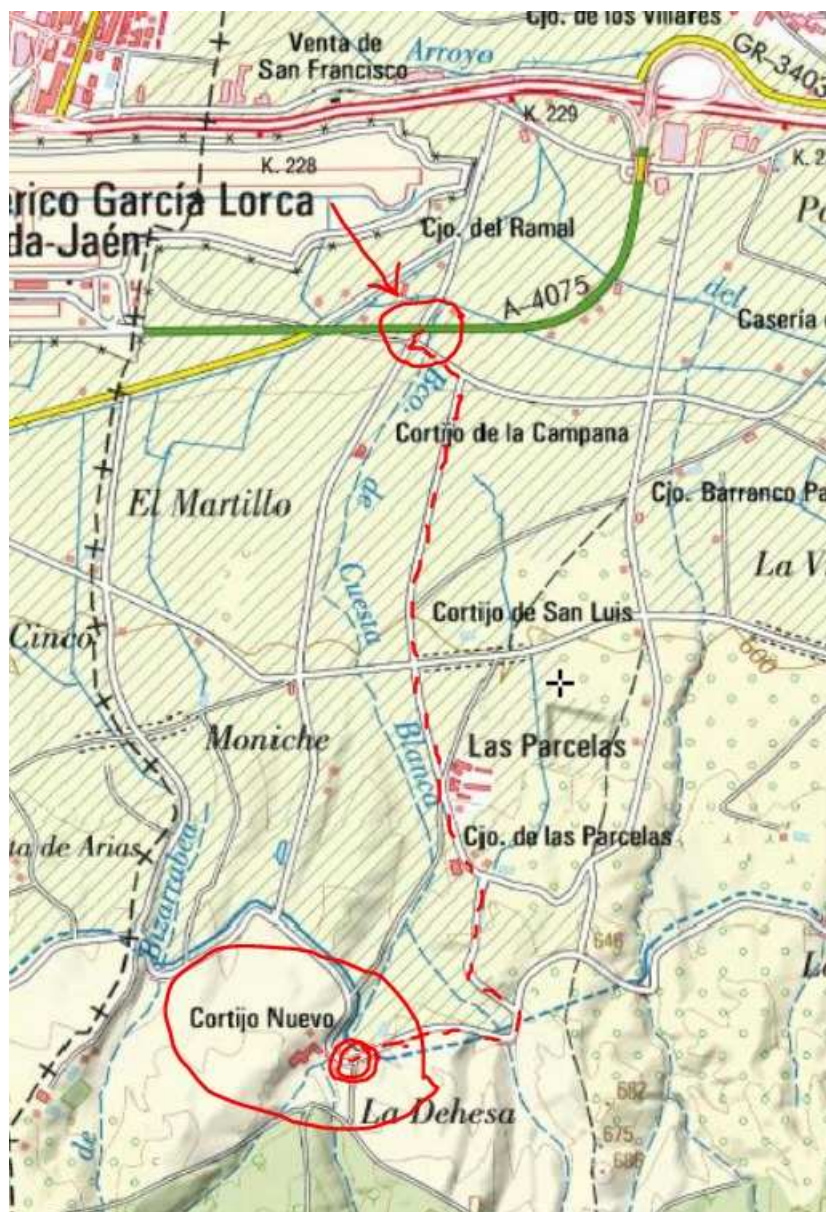 Cjo. de los Villares
Venta de
San Francisco
Arroyo
GR-3403
K. 229
K. 228
K. 2
rico García Lorca
da-Jaén
Cjo. del Ramal
A-4075
del
Casería
Bco.
de
Cuesta
Blanca
Cortijo de la Campana
El Martillo
Cjo. Barranco Pa
La V
Cortijo de San Luis
Cinco
600
Moniche
Las Parcelas
ta de Arias
Cjo. de las Parcelas
Bizarrabea
de
646
Cortijo Nuevo
La Dehesa
682
675
686